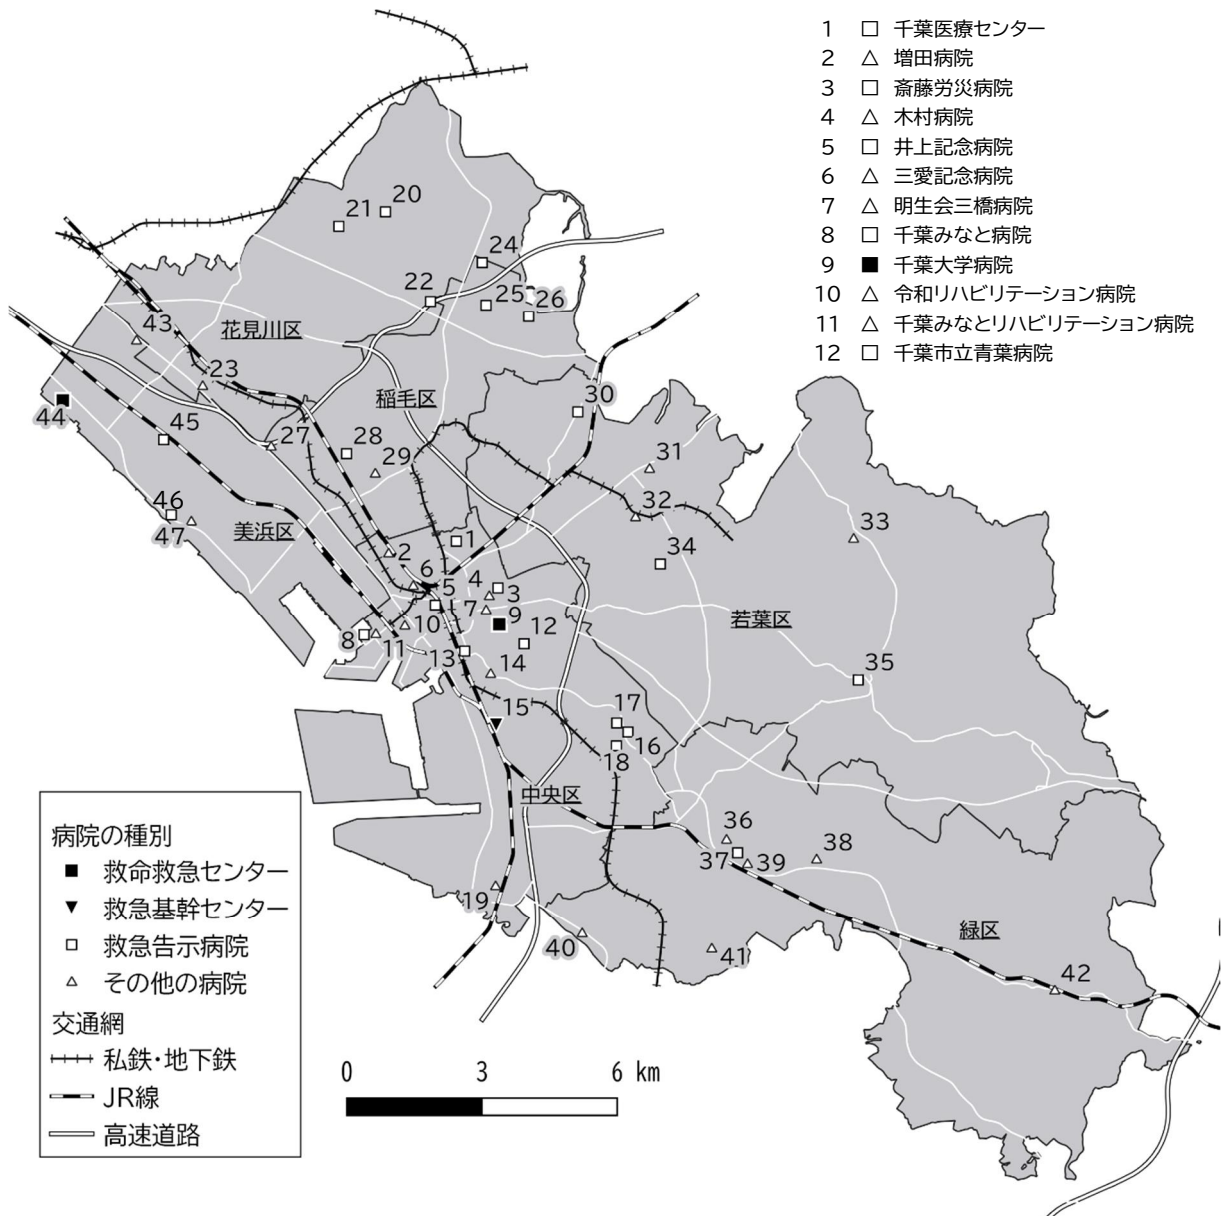 1 □ 千葉医療センター
2 △ 増田病院
3 □ 斎藤労災病院
4 △ 木村病院
5 □ 井上記念病院
6 △ 三愛記念病院
7 △ 明生会三橋病院
8 □ 千葉みなと病院
9 ■ 千葉大学病院
10 △ 令和リハビリテーション病院
11 △ 千葉みなとリハビリテーション病院
12 □ 千葉市立青葉病院
20
21
24
22
25
26
43
花見川区
23
稲毛区
30
44
45
27
28
29
31
46
47
美浜区
32
33
1
2
34
6
5
4
3
7
9
若葉区
8
11
10
12
13
14
35
15
17
16
18
中央区
36
37
39
38
19
40
41
緑区
42
病院の種別
■ 救命救急センター
▼ 救急基幹センター
□ 救急告示病院
△ その他の病院
交通網
私鉄・地下鉄
JR線
高速道路
0 3 6 km